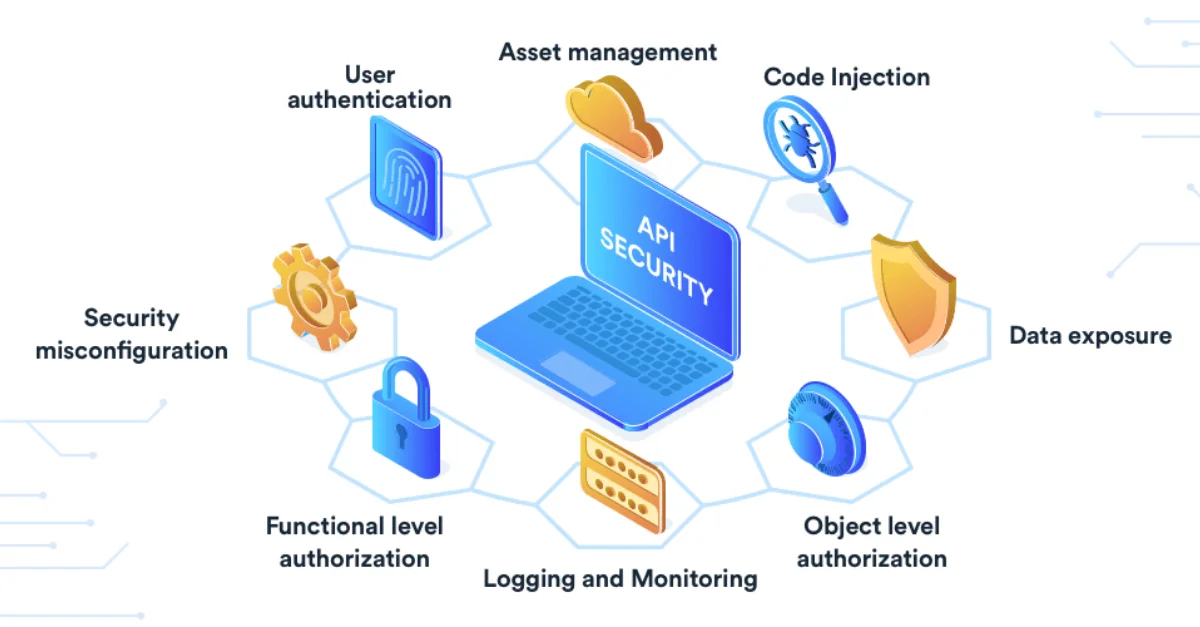 Asset management
User
authentication
Code Injection
API
SECURITY
Security
misconfiguration
Data exposure
Functional level
authorization
Object level
authorization
Logging and Monitoring